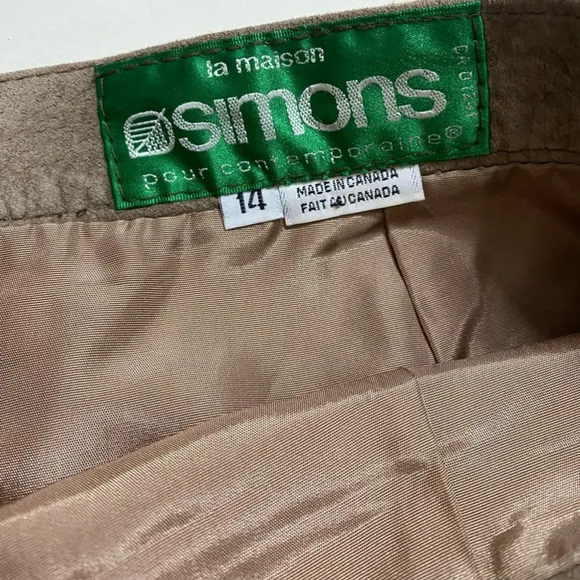 la maison
simons
pour contemporaine®
14
MADE IN CANADA
FAIT AU CANADA